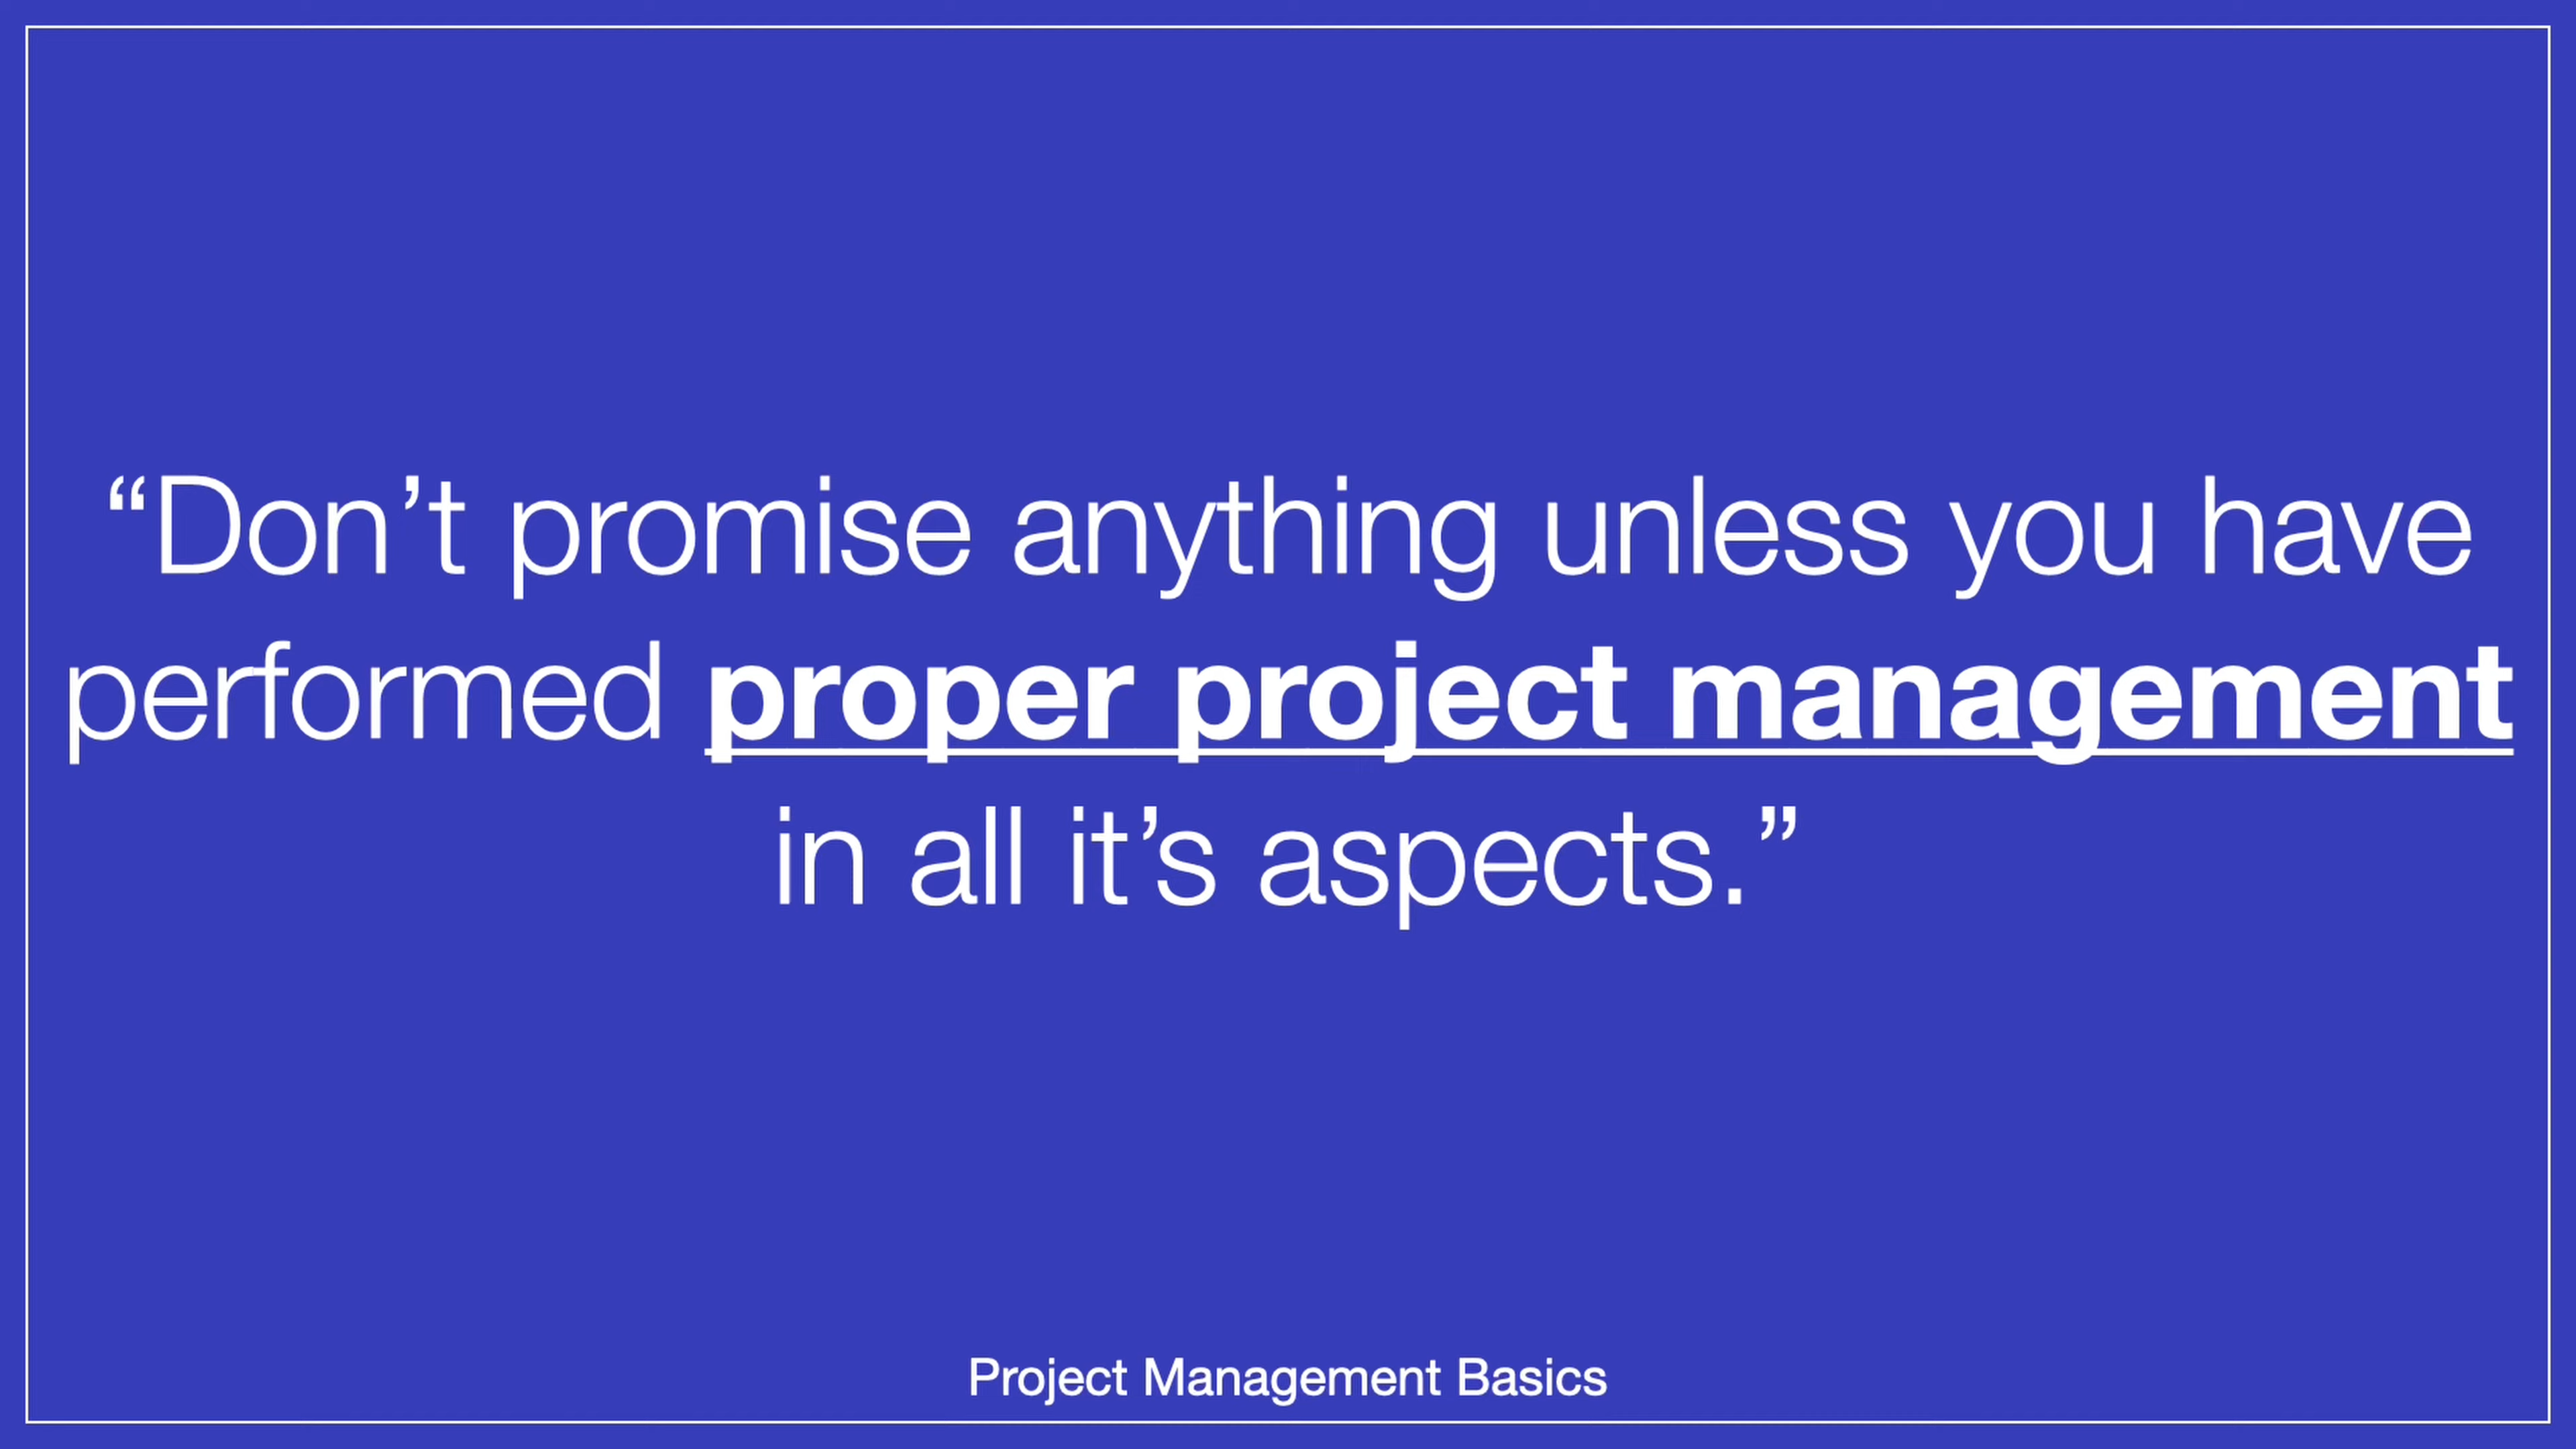 “Don’t promise anything unless you have
performed proper project management
in all it’s aspects.”
Project Management Basics